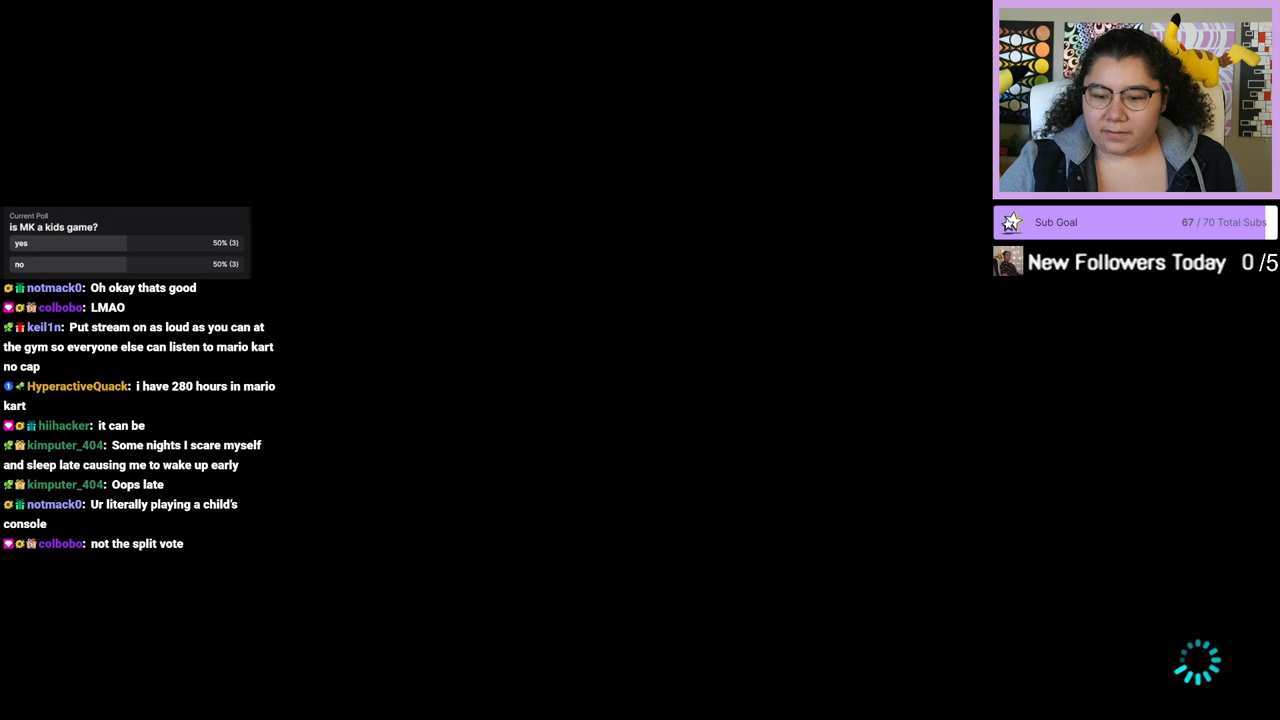 Current Poll
is MK a kids game?
yes 50% (3)
no 50% (3)
notmack0: Oh okay thats good
colbobo: LMAO
keil1n: Put stream on as loud as you can at
the gym so everyone else can listen to mario kart
no cap
HyperactiveQuack: i have 280 hours in mario
kart
hiihacker: it can be
kimputer_404: Some nights I scare myself
and sleep late causing me to wake up early
kimputer_404: Oops late
notmack0: Ur literally playing a child's
console
colbobo: not the split vote
Sub Goal 67 / 70 Total Subs
New Followers Today 0 /5